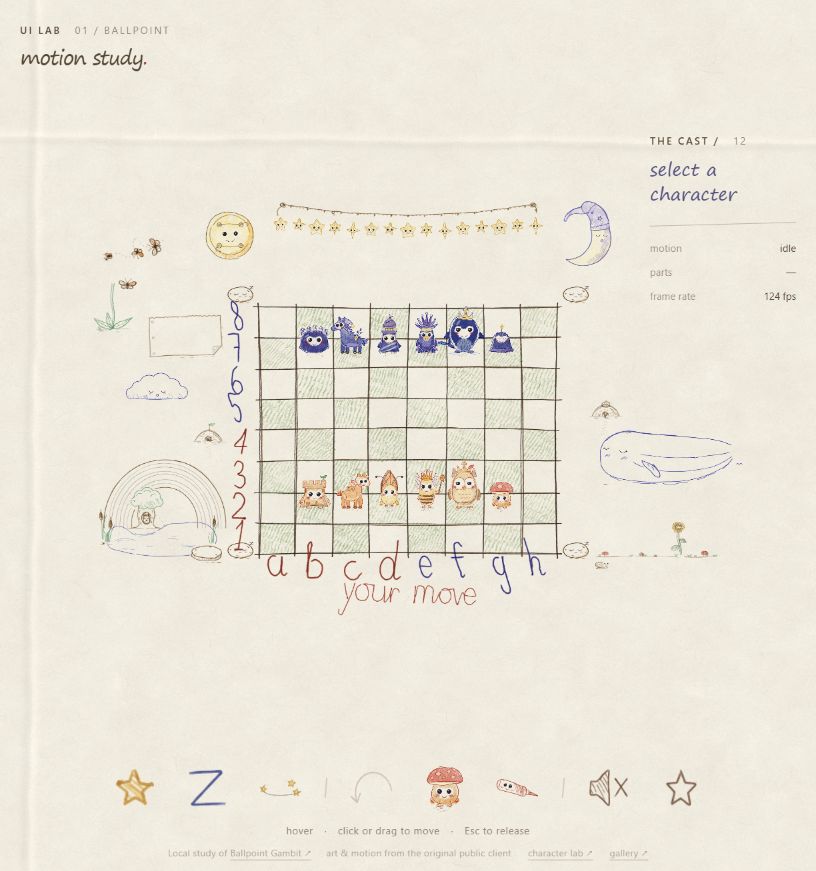 UI LAB 01 / BALLPOINT
motion study.
THE CAST / 12
select a
character
motion idle
parts —
frame rate 124 fps
8
7
6
5
4
3
2
1
a b c d e f g h
your move
Z
hover · click or drag to move · Esc to release
Local study of Ballpoint Gambit ↗ art & motion from the original public client character lab ↗ gallery ↗